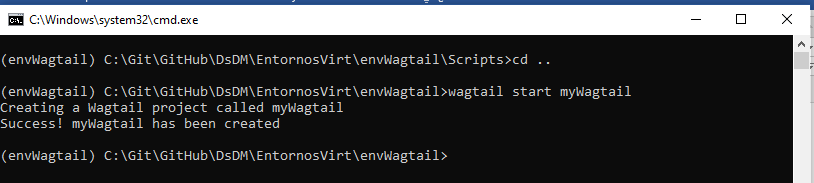 C:\Windows\system32\cmd.exe
(envWagtail) C:\Git\GitHub\DsDM\EntornosVirt\envWagtail\Scripts>cd ..
(envWagtail) C:\Git\GitHub\DsDM\EntornosVirt\envWagtail>wagtail start myWagtail
Creating a Wagtail project called myWagtail
Success! myWagtail has been created
(envWagtail) C:\Git\GitHub\DsDM\EntornosVirt\envWagtail>